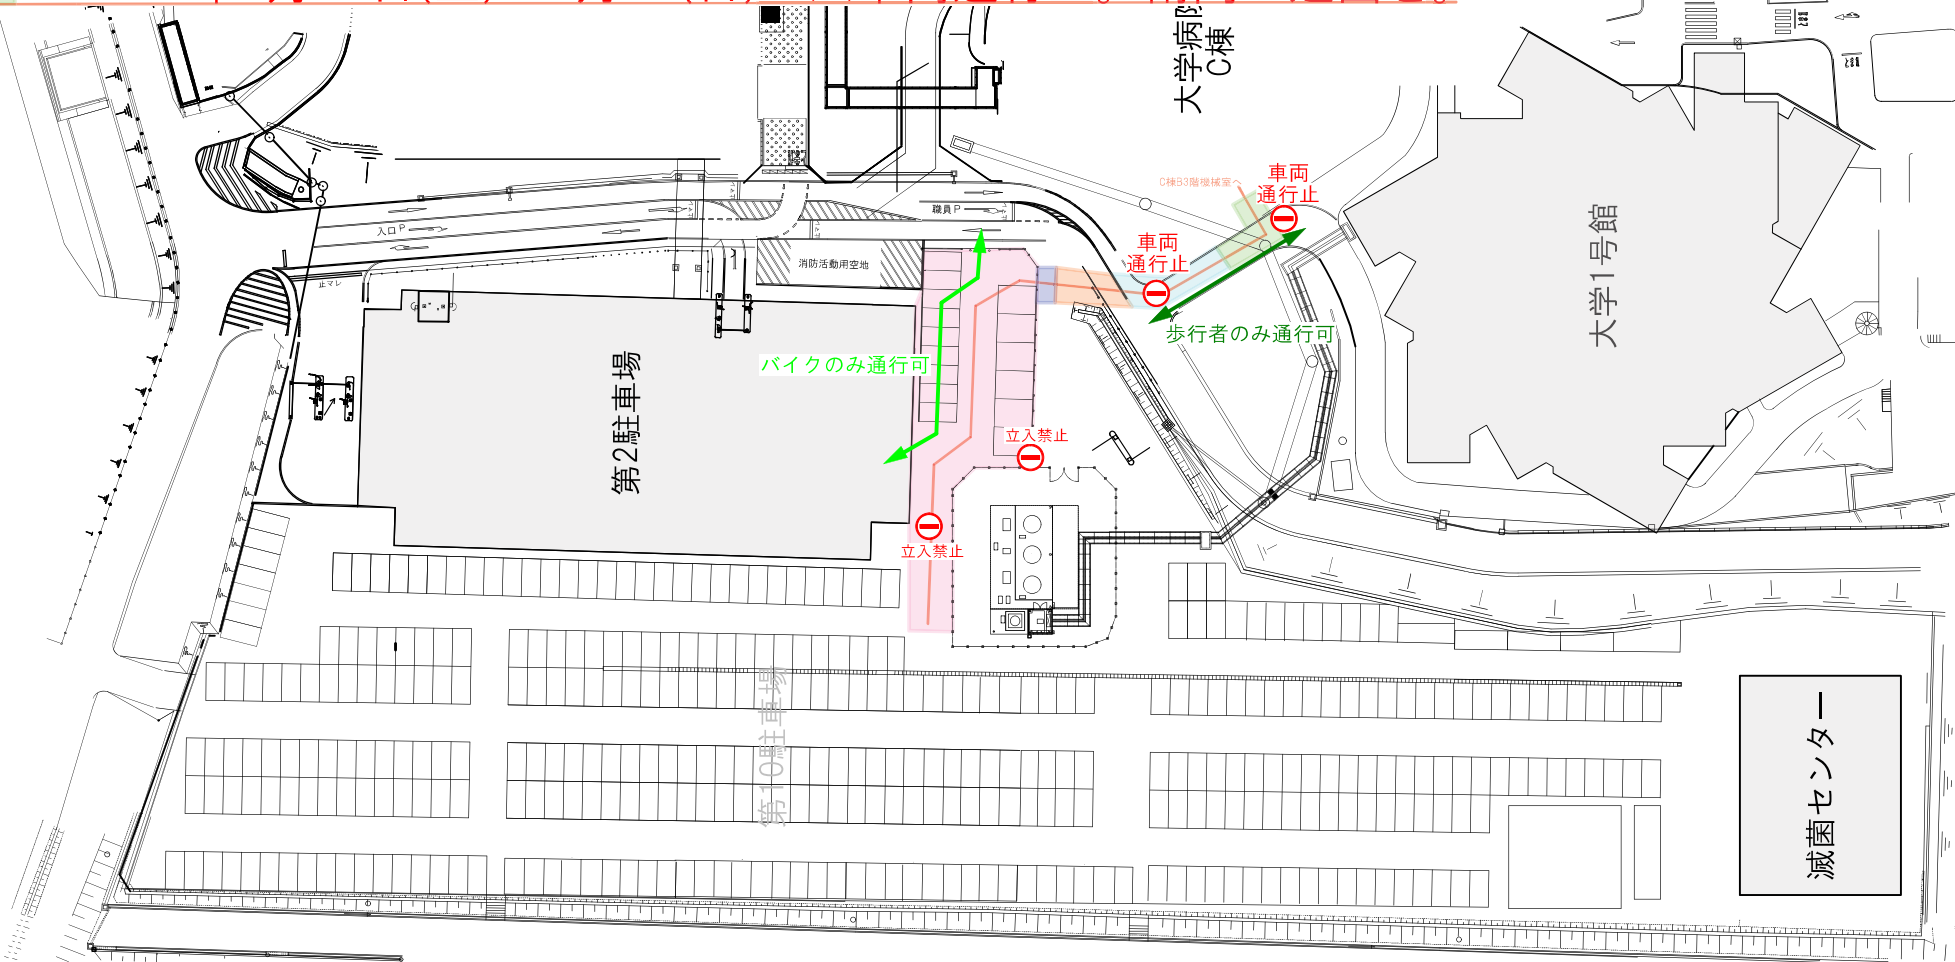 大学病院
C棟
車両
通行止
C棟B3階機械室へ
職員P
入口P
車両
通行止
消防活動用空地
止マレ
大学1号館
歩行者のみ通行可
バイクのみ通行可
第2駐車場
立入禁止
立入禁止
第10駐車場
滅菌センター